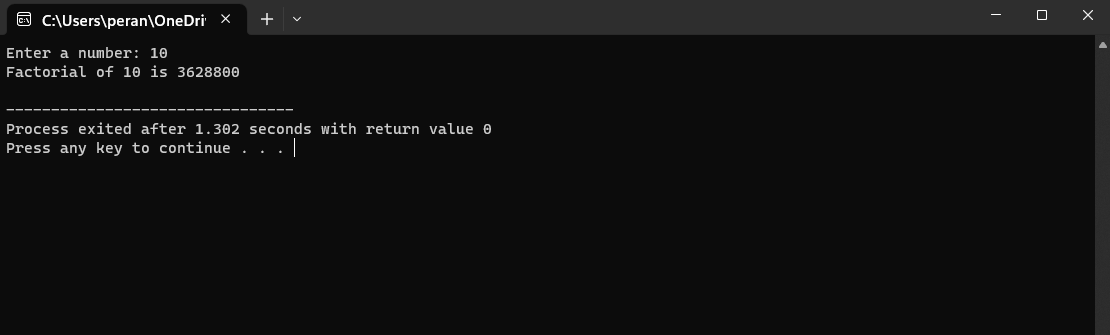 C:\Users\peran\OneDri
Enter a number: 10
Factorial of 10 is 3628800
--------------------------------
Process exited after 1.302 seconds with return value 0
Press any key to continue . . .